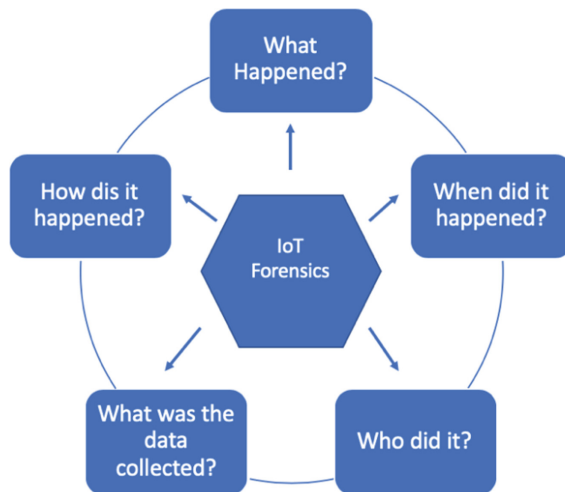 What
Happened?
How dis it
happened?
When did it
happened?
IoT
Forensics
What was the
data
collected?
Who did it?